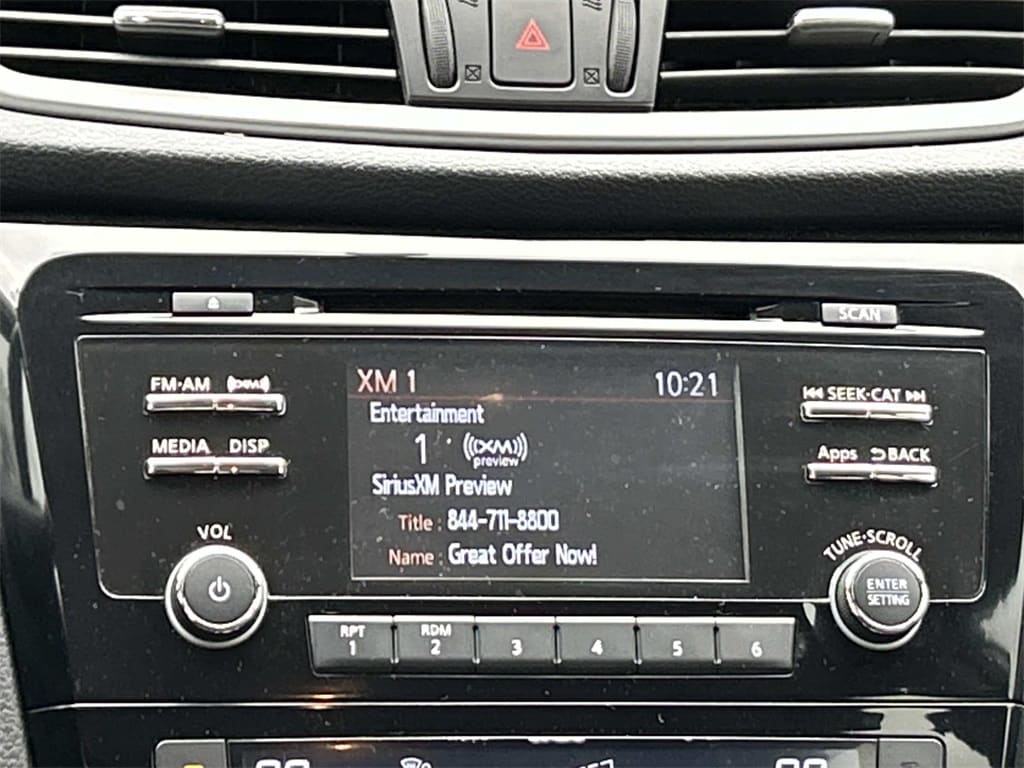 SCAN
FM·AM ((XM))
SEEK·CAT
MEDIA DISP
Apps BACK
XM 1 10:21
Entertainment
1 ((XM))
preview
SiriusXM Preview
Title : 844-711-8800
Name : Great Offer Now!
VOL
TUNE·SCROLL
ENTER
SETTING
RPT RDM
1 2 3 4 5 6